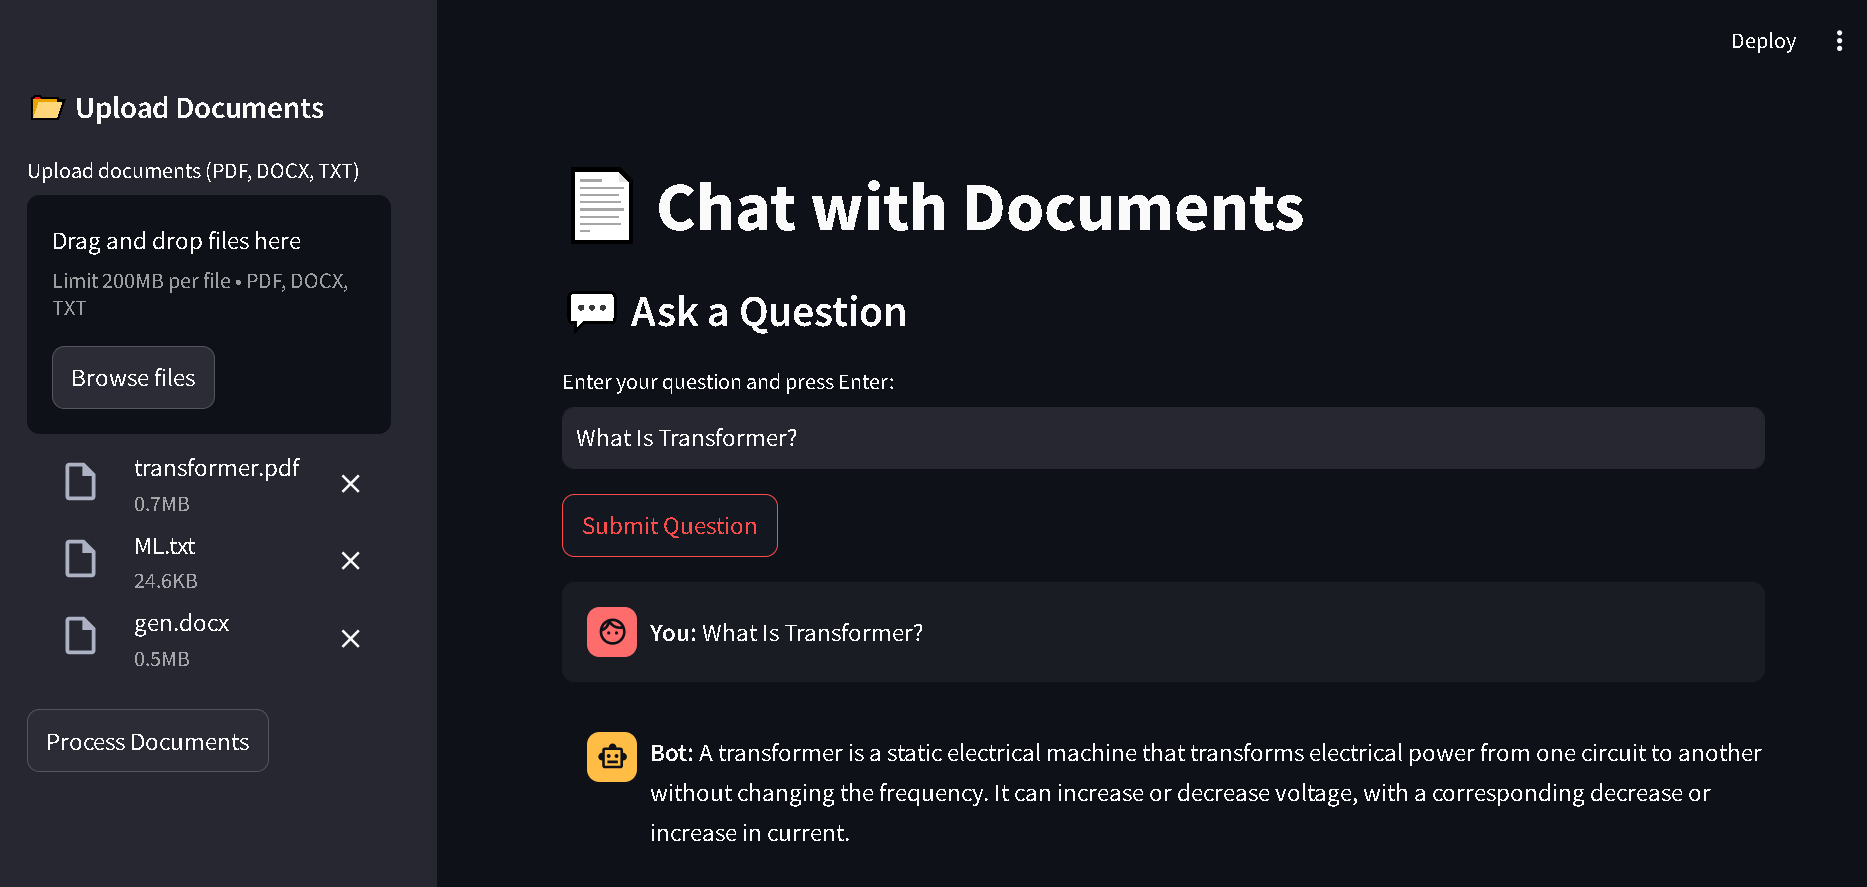 Deploy
Upload Documents
Upload documents (PDF, DOCX, TXT)
Drag and drop files here
Limit 200MB per file • PDF, DOCX,
TXT
Browse files
transformer.pdf
0.7MB
ML.txt
24.6KB
gen.docx
0.5MB
Process Documents
Chat with Documents
Ask a Question
Enter your question and press Enter:
What Is Transformer?
Submit Question
You: What Is Transformer?
Bot: A transformer is a static electrical machine that transforms electrical power from one circuit to another
without changing the frequency. It can increase or decrease voltage, with a corresponding decrease or
increase in current.